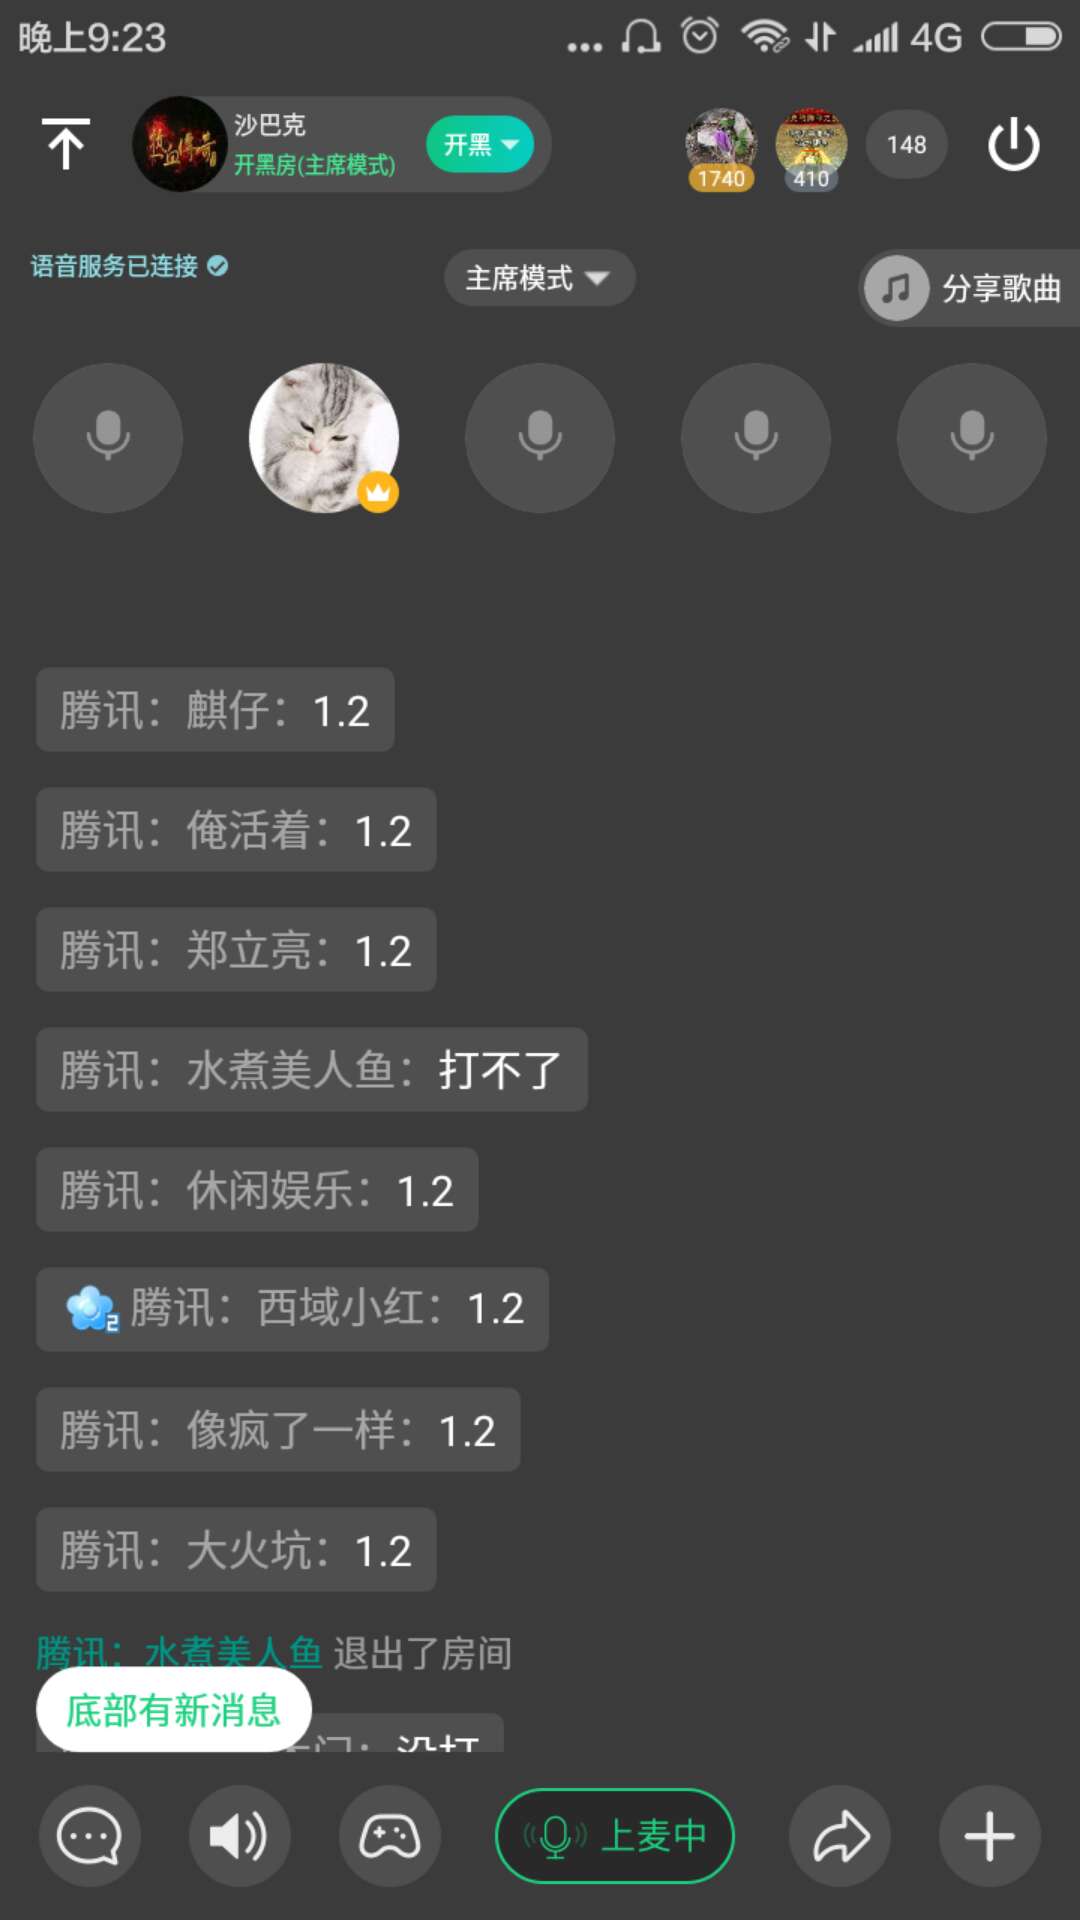 晚上9:23
4G
热血传奇
沙巴克
开黑房(主席模式)
开黑
1740
410
148
语音服务已连接
主席模式
分享歌曲
腾讯：麒仔：1.2
腾讯：俺活着：1.2
腾讯：郑立亮：1.2
腾讯：水煮美人鱼：打不了
腾讯：休闲娱乐：1.2
2 腾讯：西域小红：1.2
腾讯：像疯了一样：1.2
腾讯：大火坑：1.2
腾讯：水煮美人鱼 退出了房间
底部有新消息
上麦中